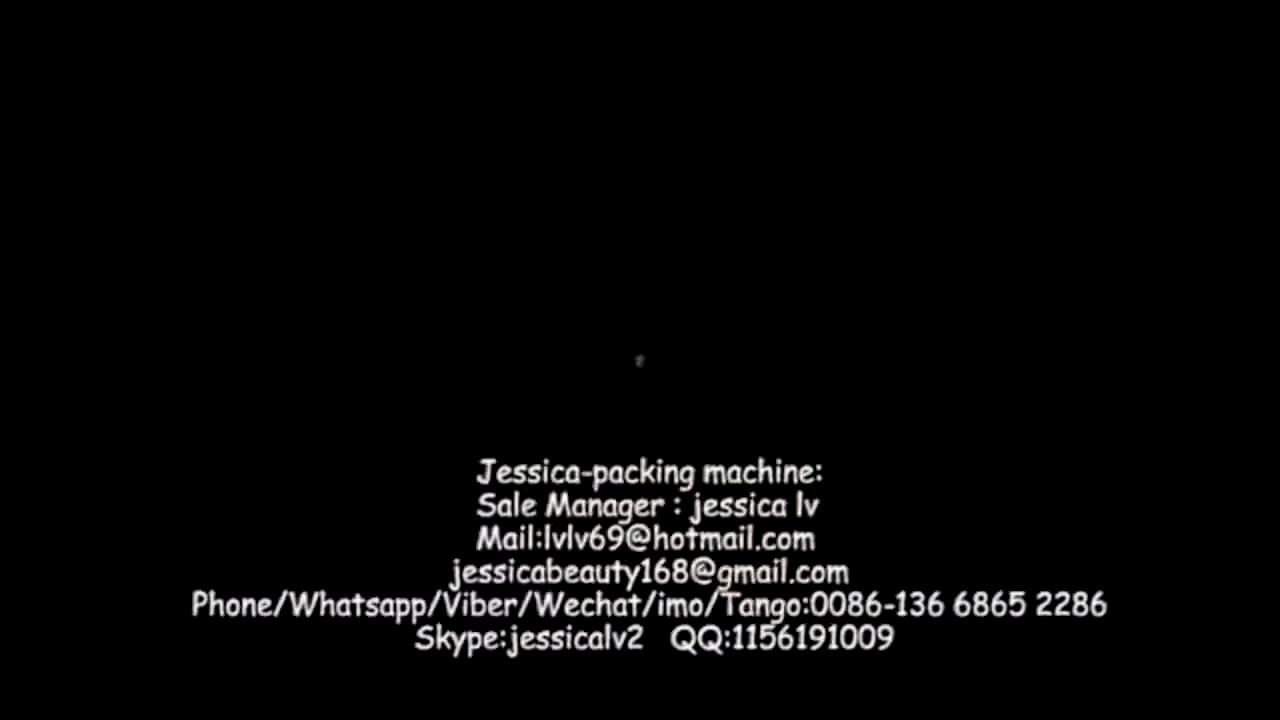 Jessica-packing machine:
Sale Manager : jessica lv
Mail:lvlv69@hotmail.com
jessicabeauty168@gmail.com
Phone/Whatsapp/Viber/Wechat/imo/Tango:0086-136 6865 2286
Skype:jessicalv2 QQ:1156191009